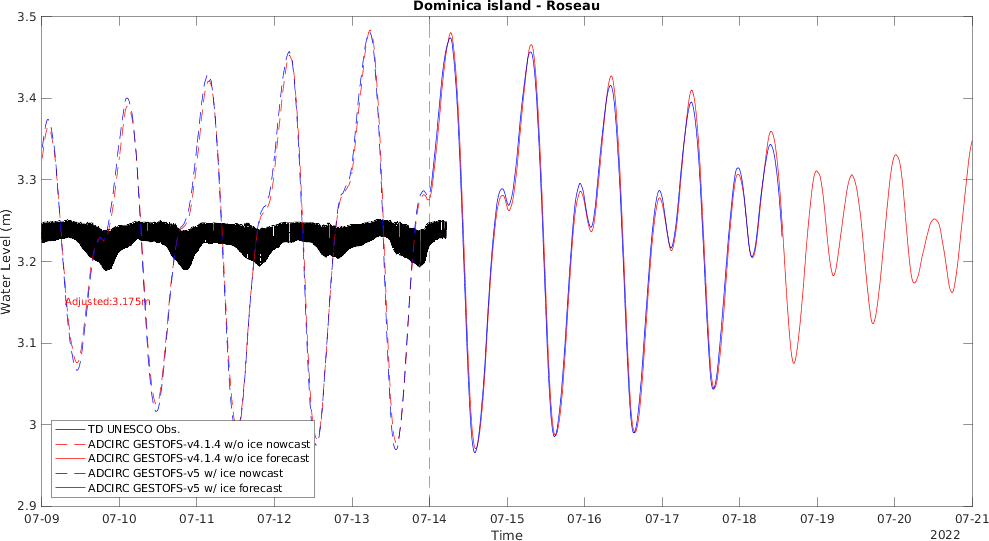 Dominica island - Roseau
3.5
3.4
3.3
3.2
3.1
3
2.9
Water Level (m)
Adjusted:3.175m
TD UNESCO Obs.
ADCIRC GESTOFS-v4.1.4 w/o ice nowcast
ADCIRC GESTOFS-v4.1.4 w/o ice forecast
ADCIRC GESTOFS-v5 w/ ice nowcast
ADCIRC GESTOFS-v5 w/ ice forecast
07-09 07-10 07-11 07-12 07-13 07-14 07-15 07-16 07-17 07-18 07-19 07-20 07-21
Time
2022